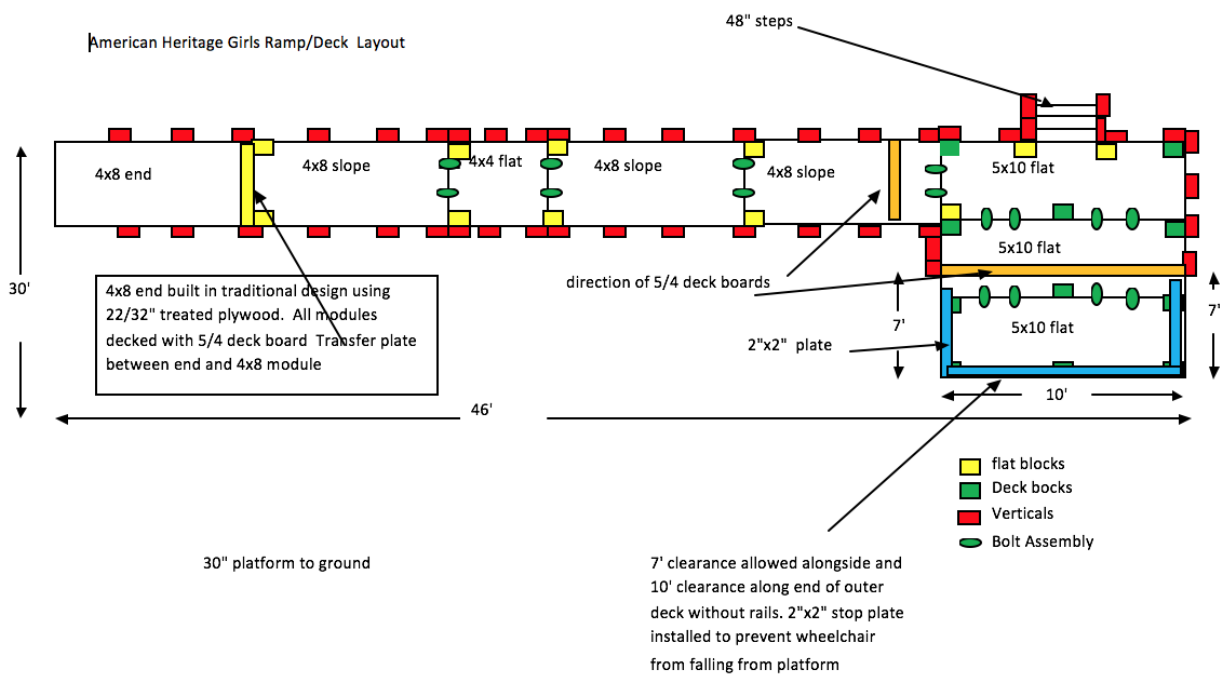 48" steps
American Heritage Girls Ramp/Deck  Layout
4x8 end
4x8 slope
4x4 flat
4x8 slope
4x8 slope
5x10 flat
5x10 flat
direction of 5/4 deck boards
30'
4x8 end built in traditional design using
22/32" treated plywood.  All modules
decked with 5/4 deck board  Transfer plate
between end and 4x8 module
7'
7'
5x10 flat
2"x2"  plate
10'
46'
flat blocks
Deck bocks
Verticals
Bolt Assembly
30" platform to ground
7' clearance allowed alongside and
10' clearance along end of outer
deck without rails. 2"x2" stop plate
installed to prevent wheelchair
from falling from platform